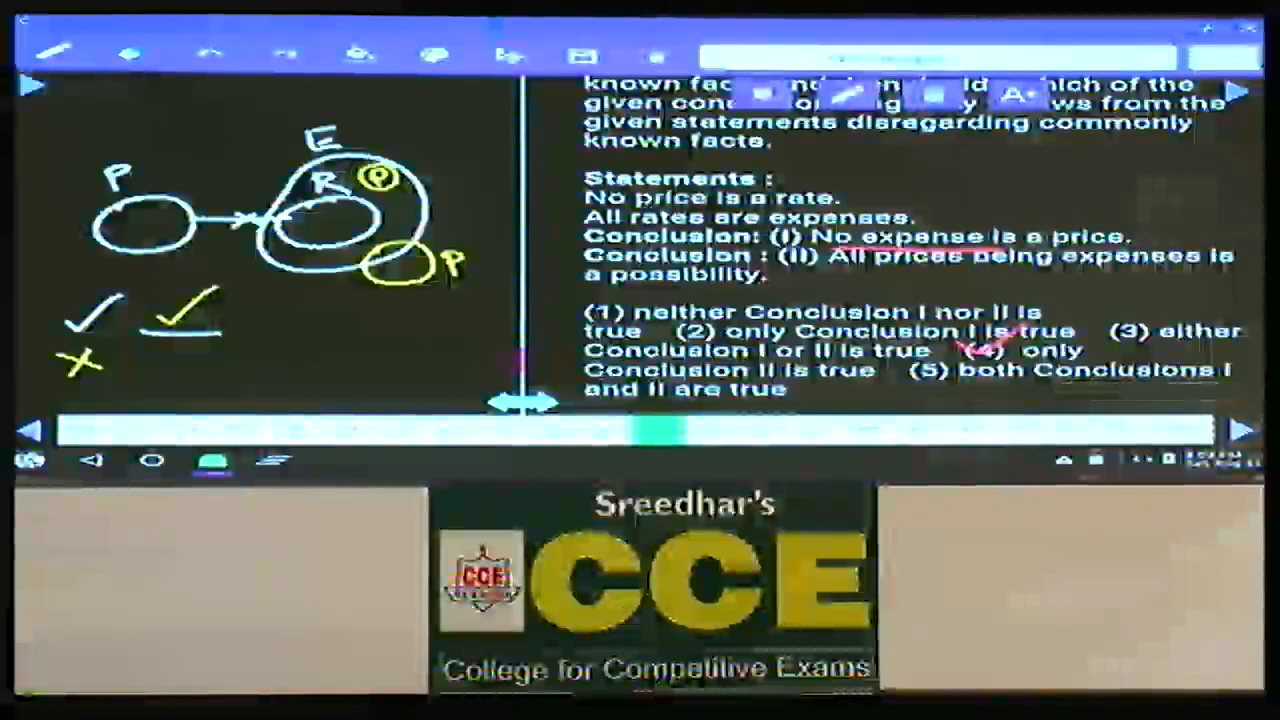 E
P
R
P
P
known
given from the
given statements disregarding commonly
known facts.
Statements :
No price is a rate.
All rates are expenses.
Conclusion: (I) No expense is a price.
Conclusion : (II) All prices being expenses is
a possibility.
(1) neither Conclusion I nor II is
true (2) only Conclusion I is true (3) either
Conclusion I or II is true (4) only
Conclusion II is true (5) both Conclusions I
and II are true
Sreedhar's
CCE
CCE
College for Competitive Exams